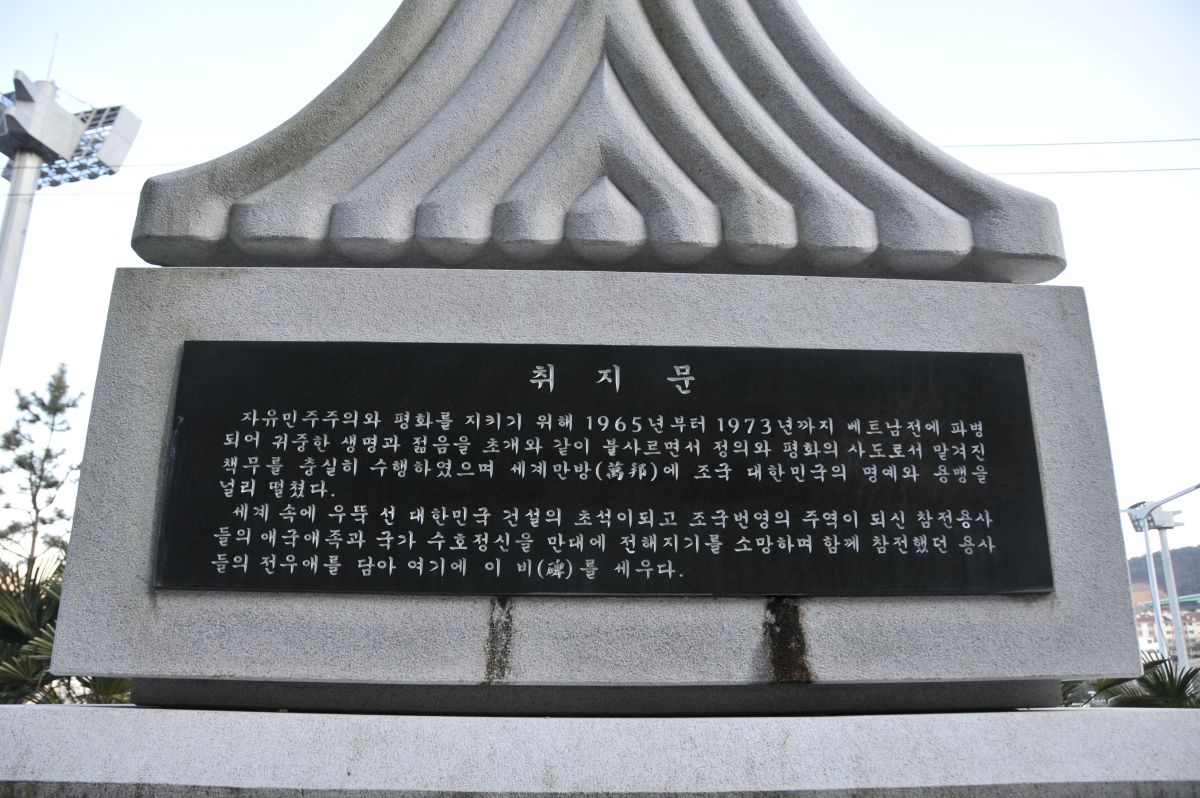 취 지 문
자유민주주의와 평화를 지키기 위해 1965년부터 1973년까지 베트남전에 파병
되어 귀중한 생명과 젊음을 초개와 같이 불사르면서 정의와 평화의 사도로서 맡겨진
책무를 충실히 수행하였으며 세계만방(萬邦)에 조국 대한민국의 명예와 용맹을
널리 떨쳤다.
세계 속에 우뚝 선 대한민국 건설의 초석이되고 조국번영의 주역이 되신 참전용사
들의 애국애족과 국가 수호정신을 만대에 전해지기를 소망하며 함께 참전했던 용사
들의 전우애를 담아 여기에 이 비(碑)를 세우다.